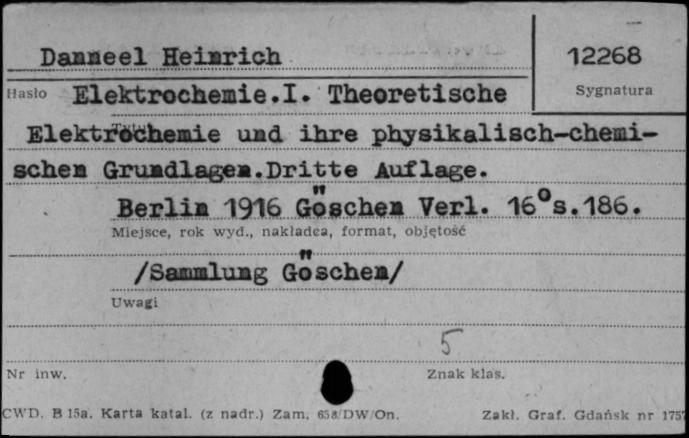 Danneel Heinrich 12268
Hasło Elektrochemie.I. Theoretische Sygnatura
Elektrochemie und ihre physikalisch-chemi-
schen Grundlagen.Dritte Auflage.
Berlin 1916 Göschen Verl. 16°s.186.
Miejsce, rok wyd., nakładca, format, objętość
/Sammlung Göschen/
Uwagi
5
Nr inw. Znak klas.
CWD. B 15a. Karta katal. (z nadr.) Zam. 658/DW/On. Zakł. Graf. Gdańsk nr 1757